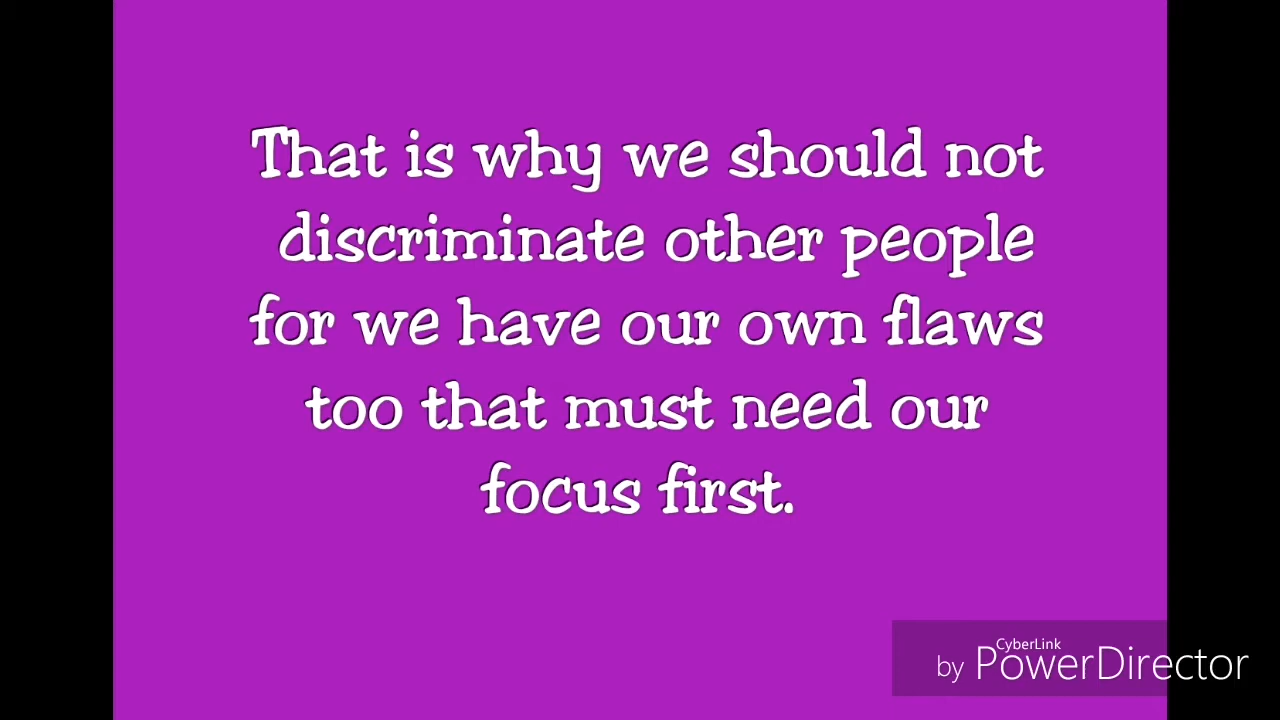 That is why we should not
discriminate other people
for we have our own flaws
too that must need our
focus first.
CyberLink
by PowerDirector